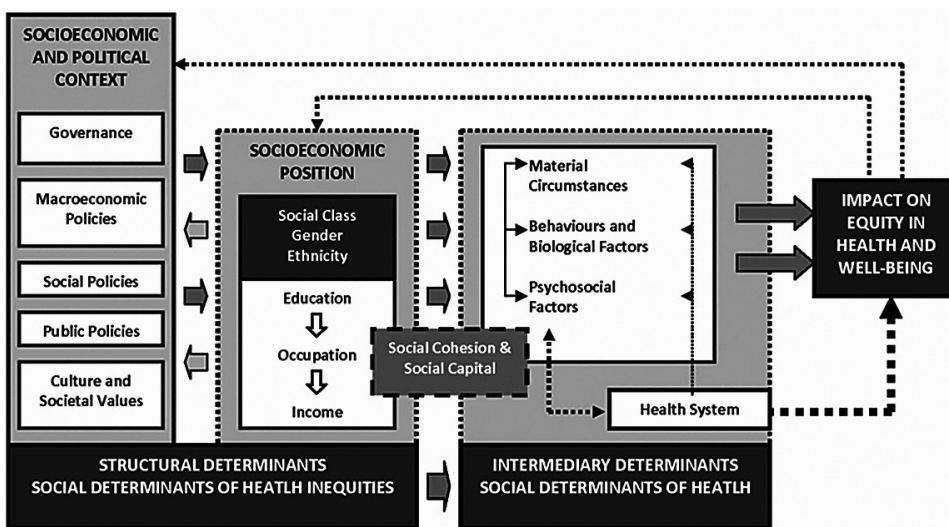 SOCIOECONOMIC
AND POLITICAL
CONTEXT
Governance
Macroeconomic
Policies
Social Policies
Public Policies
Culture and
Societal Values
SOCIOECONOMIC
POSITION
Social Class
Gender
Ethnicity
Education
Occupation
Income
Social Cohesion &
Social Capital
Material
Circumstances
Behaviours and
Biological Factors
Psychosocial
Factors
Health System
IMPACT ON
EQUITY IN
HEALTH AND
WELL-BEING
STRUCTURAL DETERMINANTS
SOCIAL DETERMINANTS OF HEATLH INEQUITIES
INTERMEDIARY DETERMINANTS
SOCIAL DETERMINANTS OF HEATLH